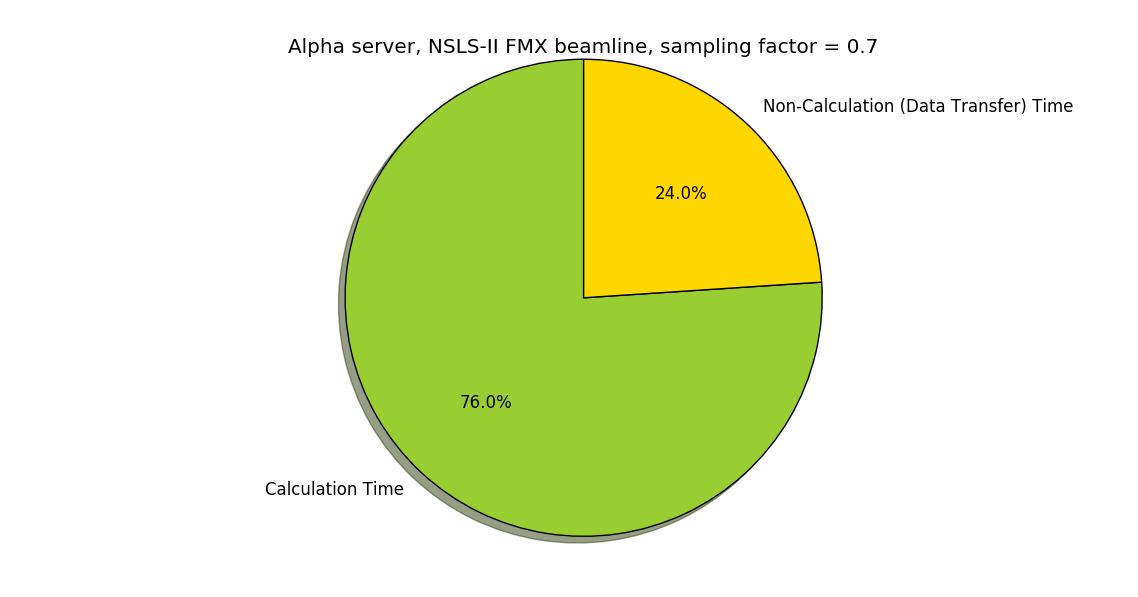 Alpha server, NSLS-II FMX beamline, sampling factor = 0.7
Non-Calculation (Data Transfer) Time
24.0%
76.0%
Calculation Time